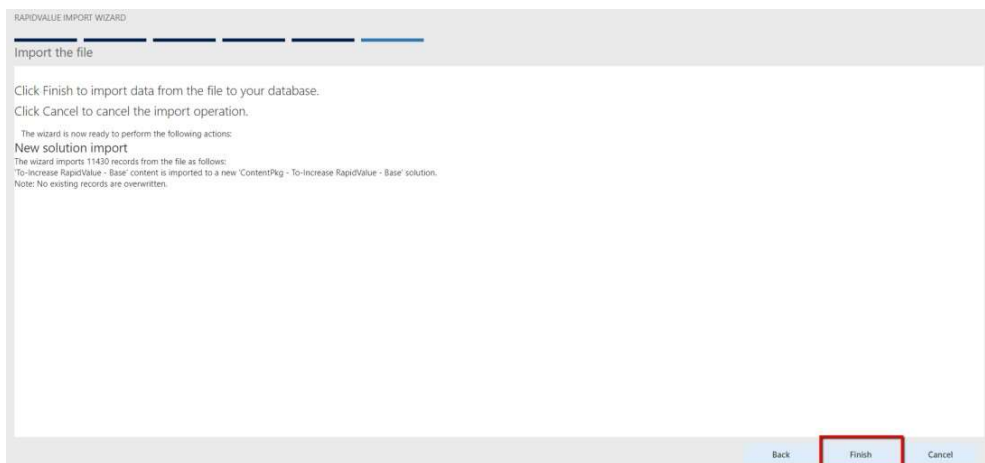 RAPIDVALUE IMPORT WIZARD
Import the file
Click Finish to import data from the file to your database.
Click Cancel to cancel the import operation.
The wizard is now ready to perform the following actions:
New solution import
The wizard imports 11430 records from the file as follows:
'To-Increase RapidValue - Base' content is imported to a new 'ContentPkg - To-Increase RapidValue - Base' solution.
Note: No existing records are overwritten.
Back Finish Cancel